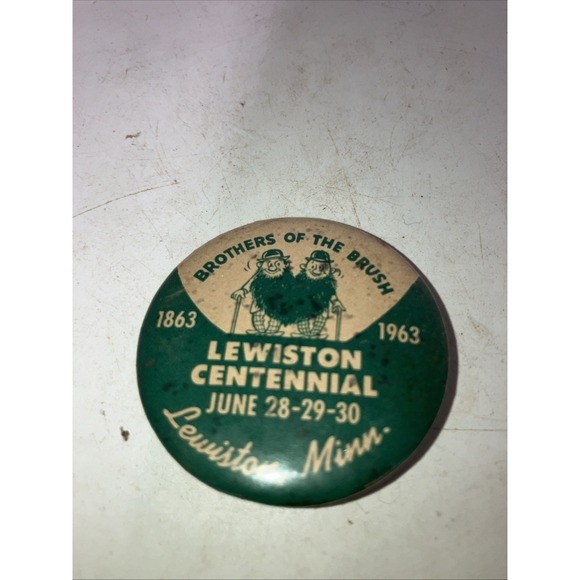 BROTHERS OF THE BRUSH
1863 1963
LEWISTON
CENTENNIAL
JUNE 28-29-30
Lewiston Minn.